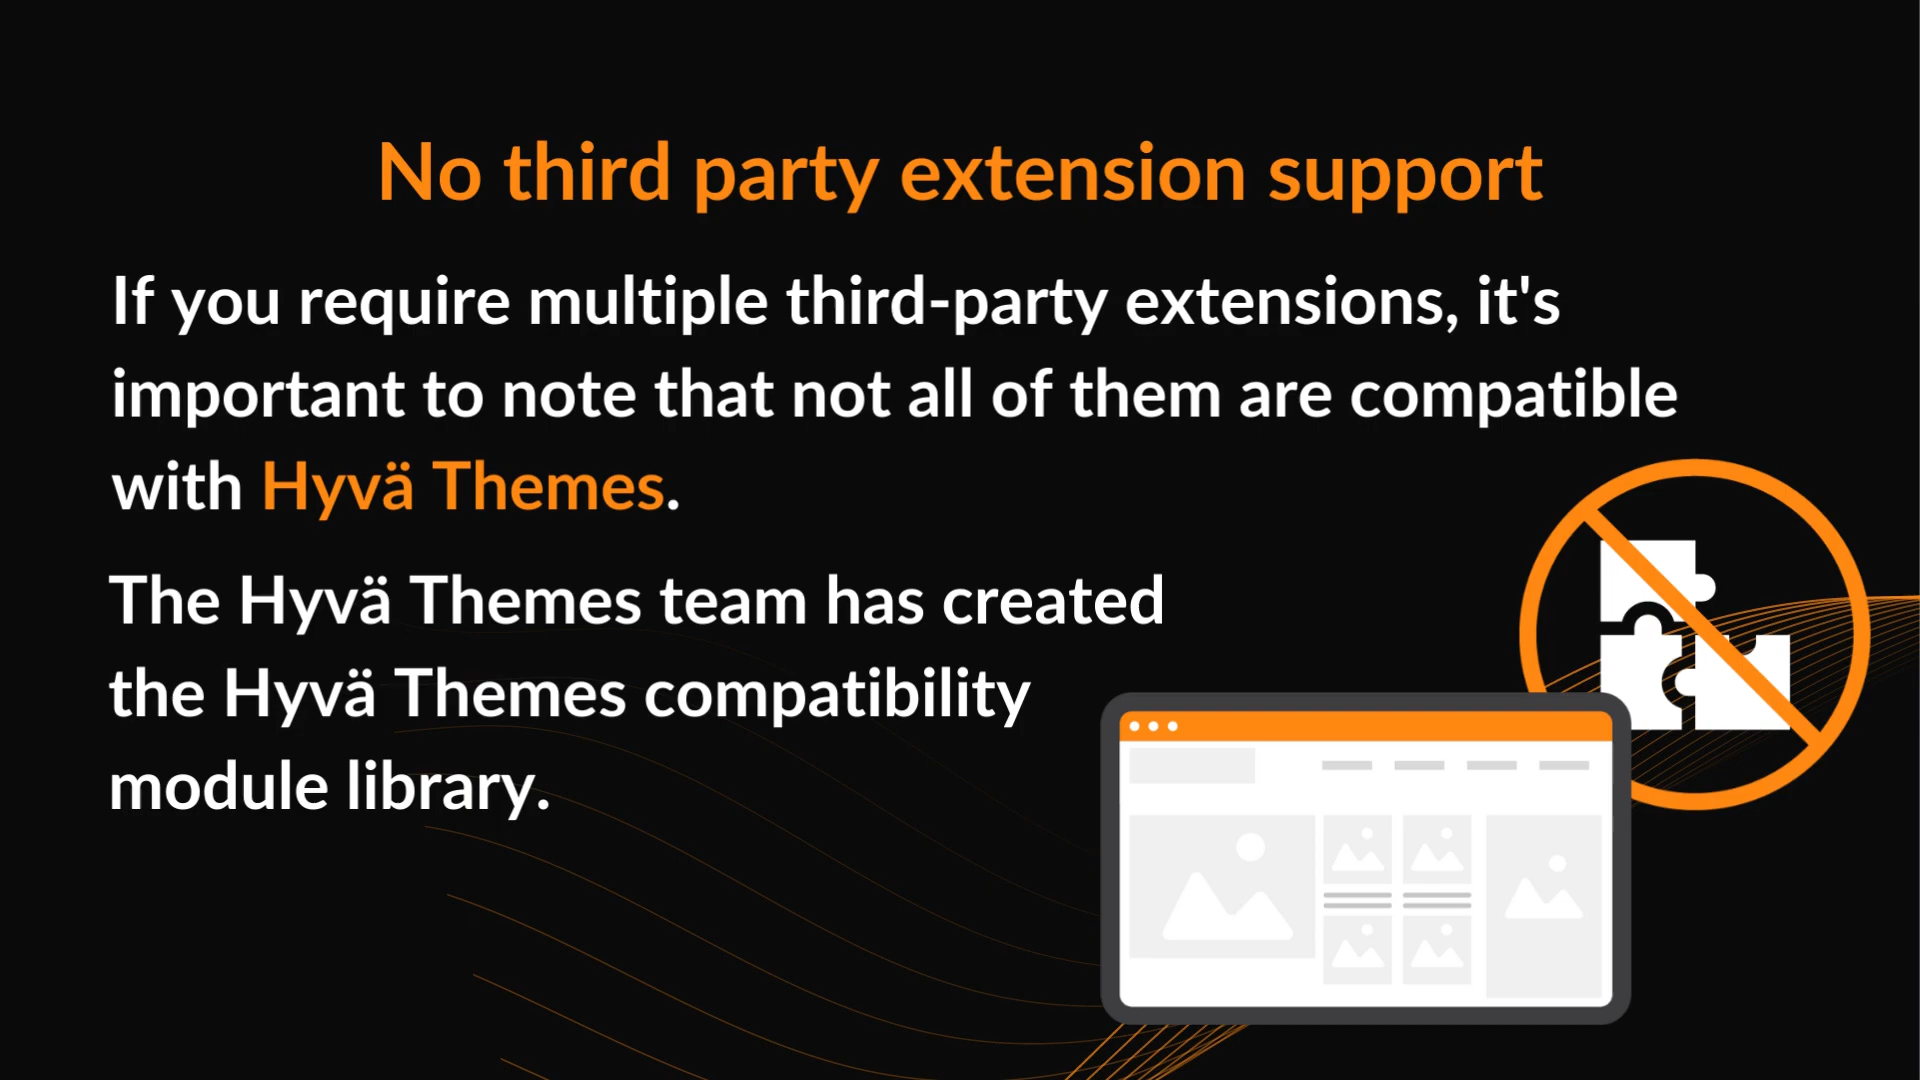 No third party extension support
If you require multiple third-party extensions, it's
important to note that not all of them are compatible
with Hyvä Themes.
The Hyvä Themes team has created
the Hyvä Themes compatibility
module library.